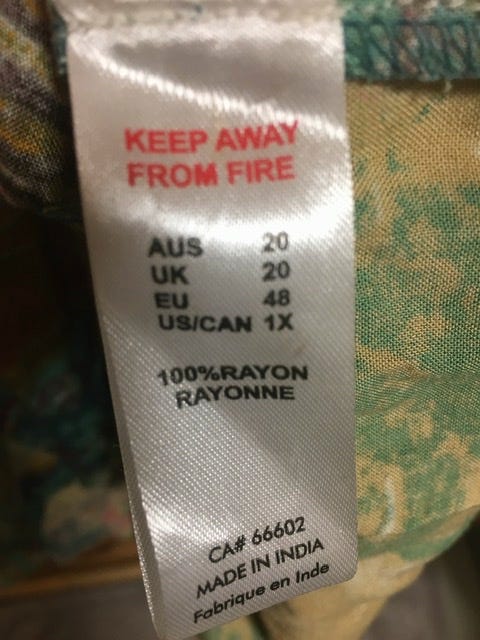 KEEP AWAY
FROM FIRE
AUS 20
UK 20
EU 48
US/CAN 1X
100%RAYON
RAYONNE
CA# 66602
MADE IN INDIA
Fabrique en Inde